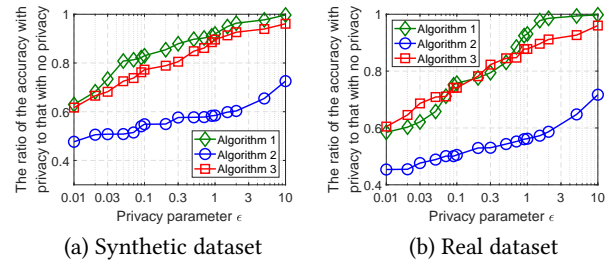 The ratio of the accuracy with
privacy to that with no privacy
1
0.8
0.6
0.4
0.01
0.03
0.1
0.3
1
3
10
Privacy parameter ϵ
Algorithm 1
Algorithm 2
Algorithm 3
(a) Synthetic dataset
The ratio of the accuracy with
privacy to that with no privacy
1
0.8
0.6
0.4
0.01
0.03
0.1
0.3
1
3
10
Privacy parameter ϵ
Algorithm 1
Algorithm 2
Algorithm 3
(b) Real dataset